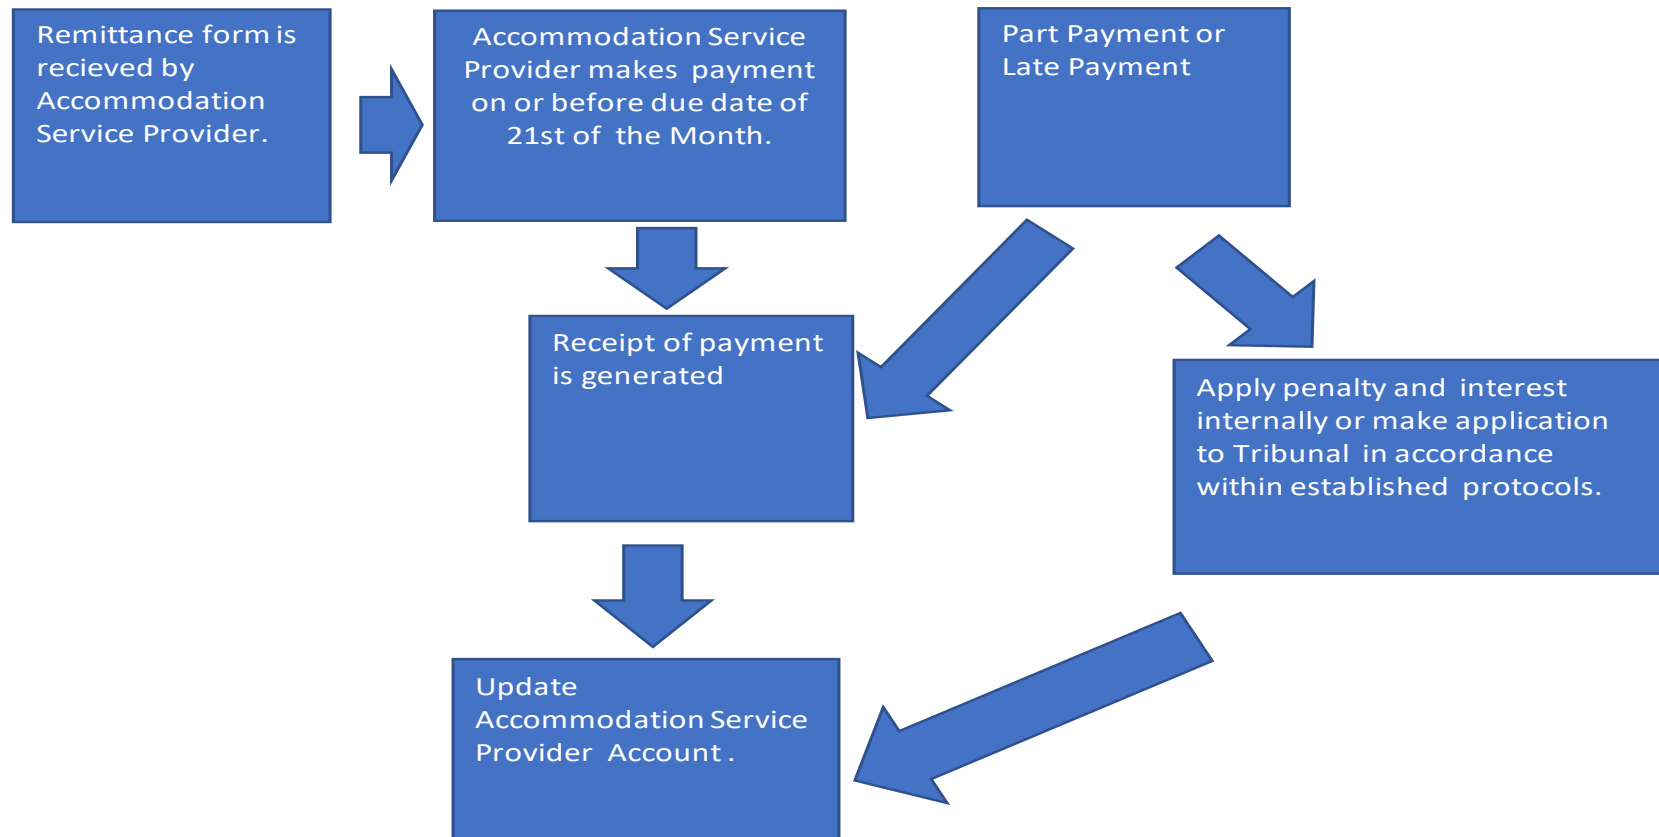 Remittance form is
recieved by
Accommodation
Service Provider.
Accommodation Service
Provider makes payment
on or before due date of
21st of the Month.
Part Payment or
Late Payment
Receipt of payment
is generated
Apply penalty and interest
internally or make application
to Tribunal in accordance
within established protocols.
Update
Accommodation Service
Provider Account .